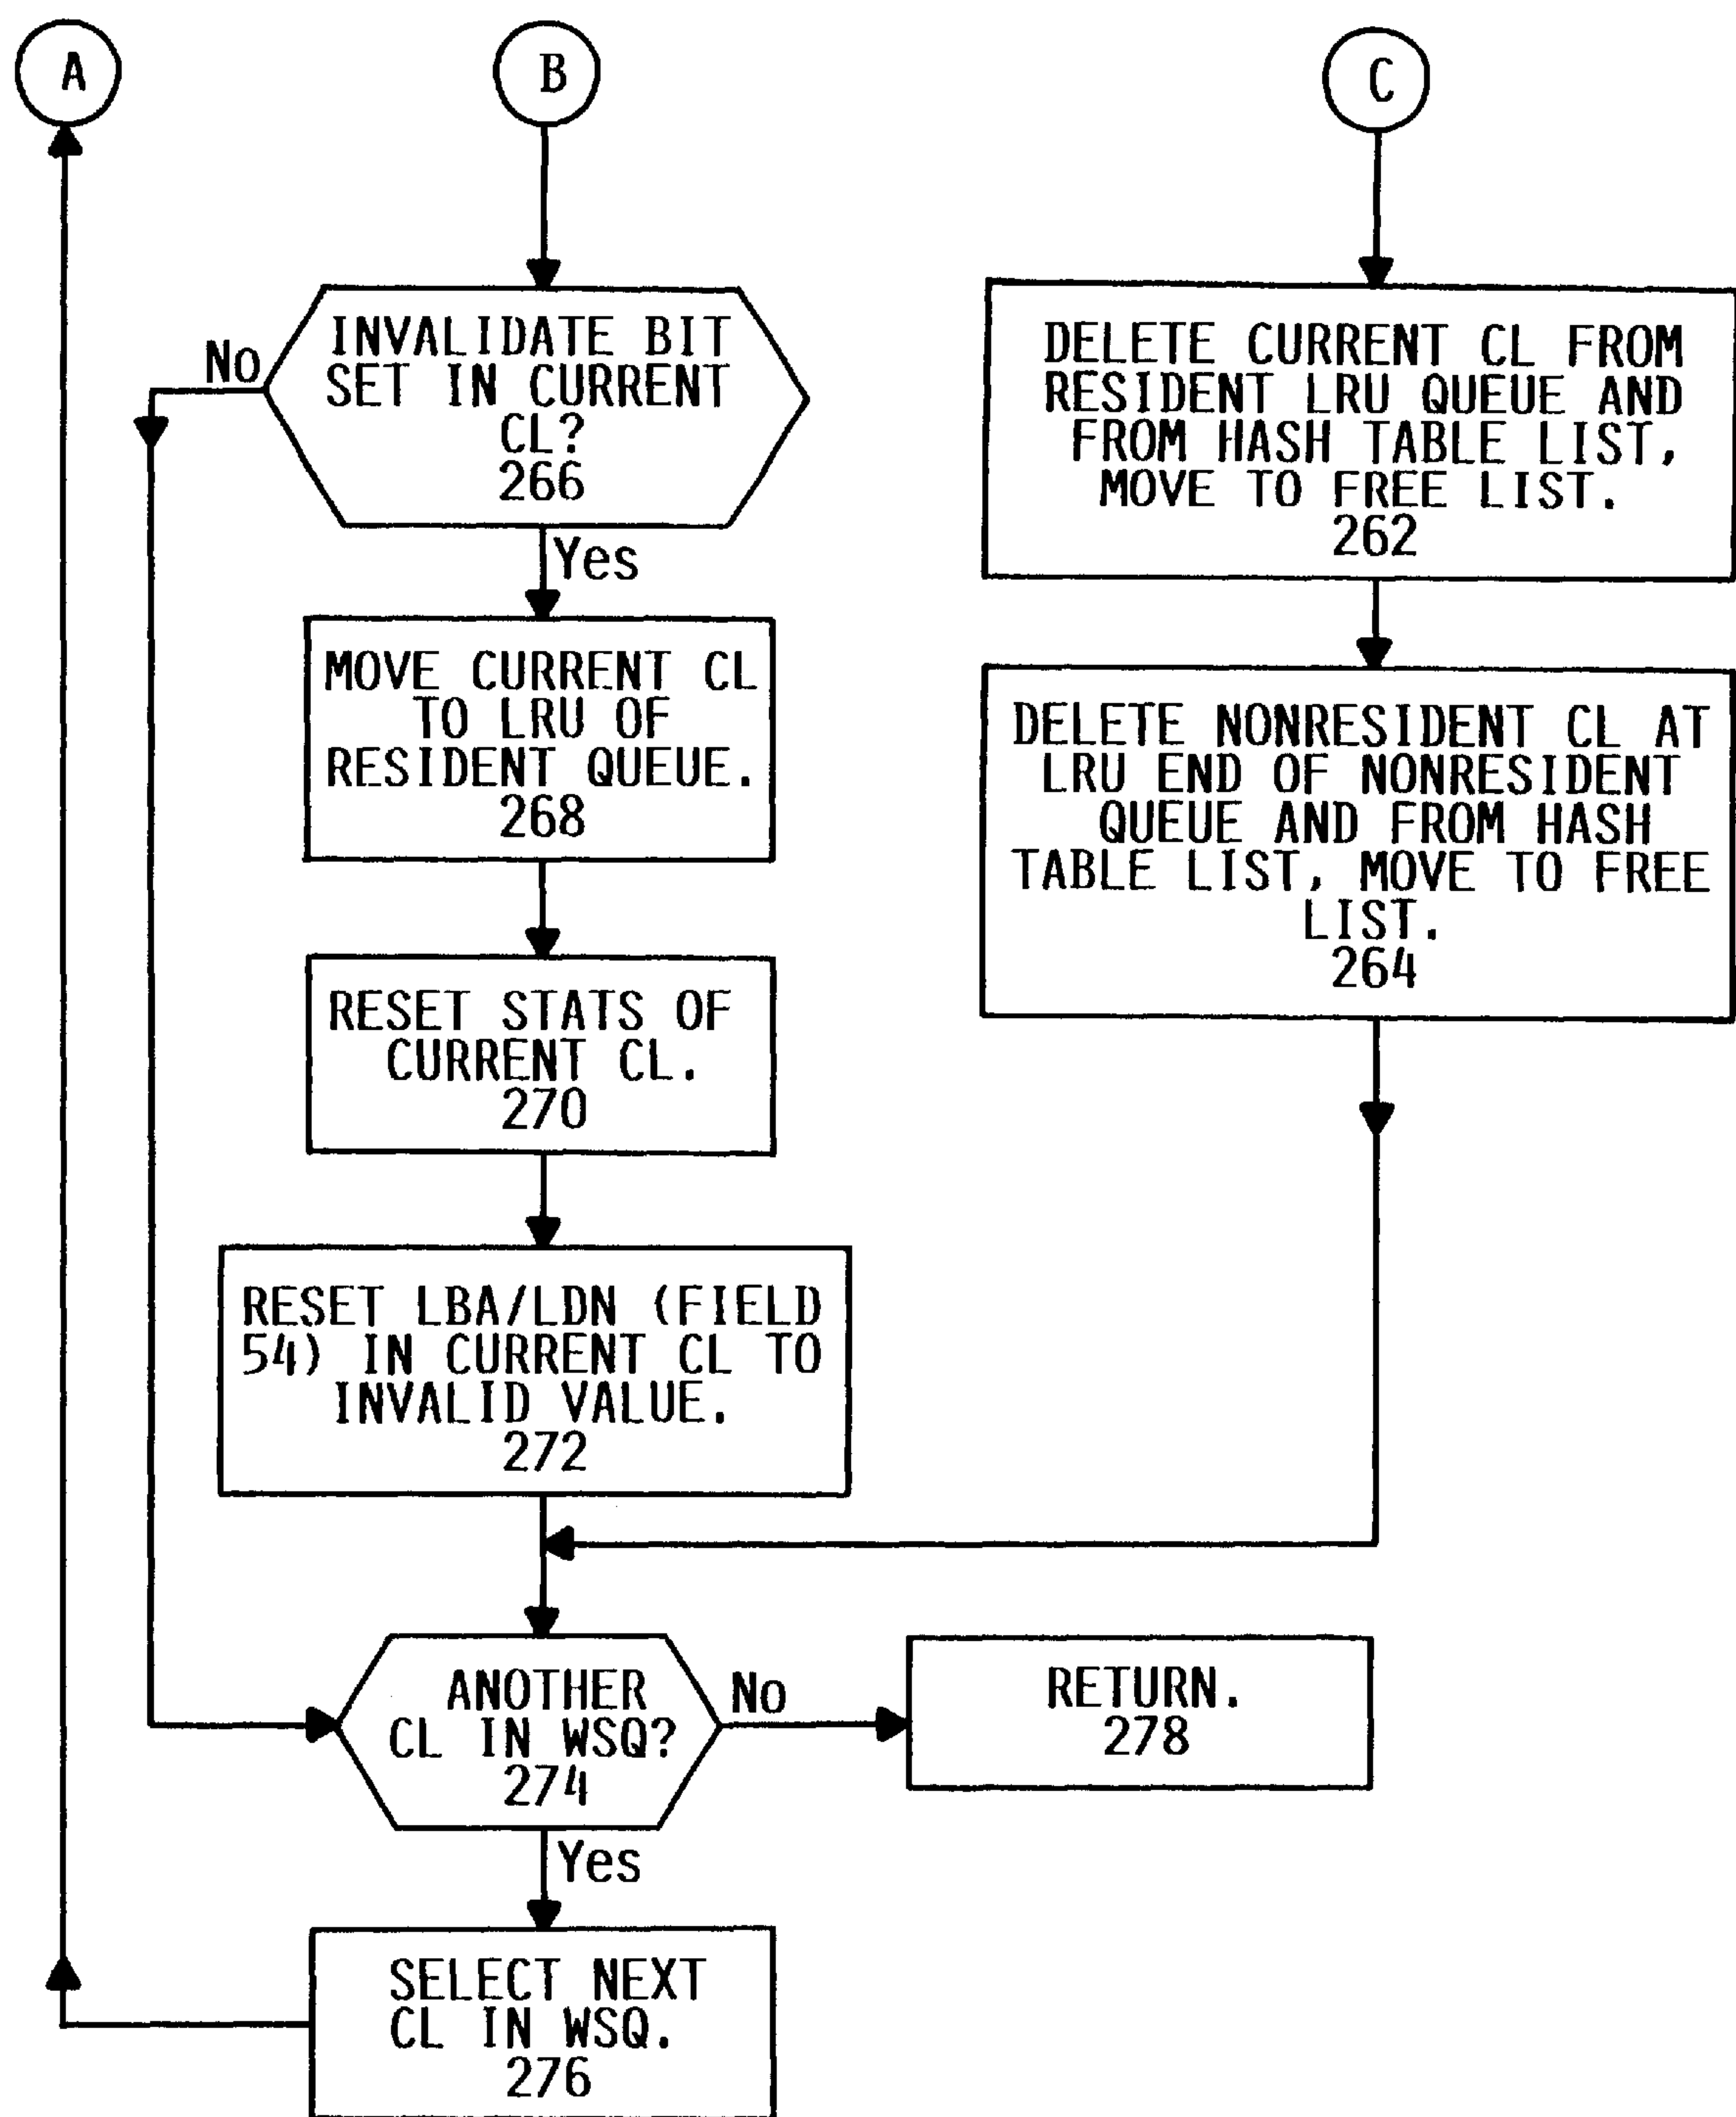 A
B
C
INVALIDATE BIT
SET IN CURRENT
CL?
266
No
Yes
DELETE CURRENT CL FROM
RESIDENT LRU QUEUE AND
FROM HASH TABLE LIST,
MOVE TO FREE LIST.
262
MOVE CURRENT CL
TO LRU OF
RESIDENT QUEUE.
268
DELETE NONRESIDENT CL AT
LRU END OF NONRESIDENT
QUEUE AND FROM HASH
TABLE LIST, MOVE TO FREE
LIST.
264
RESET STATS OF
CURRENT CL.
270
RESET LBA/LDN (FIELD
54) IN CURRENT CL TO
INVALID VALUE.
272
ANOTHER
CL IN WSQ?
274
No
Yes
RETURN.
278
SELECT NEXT
CL IN WSQ.
276